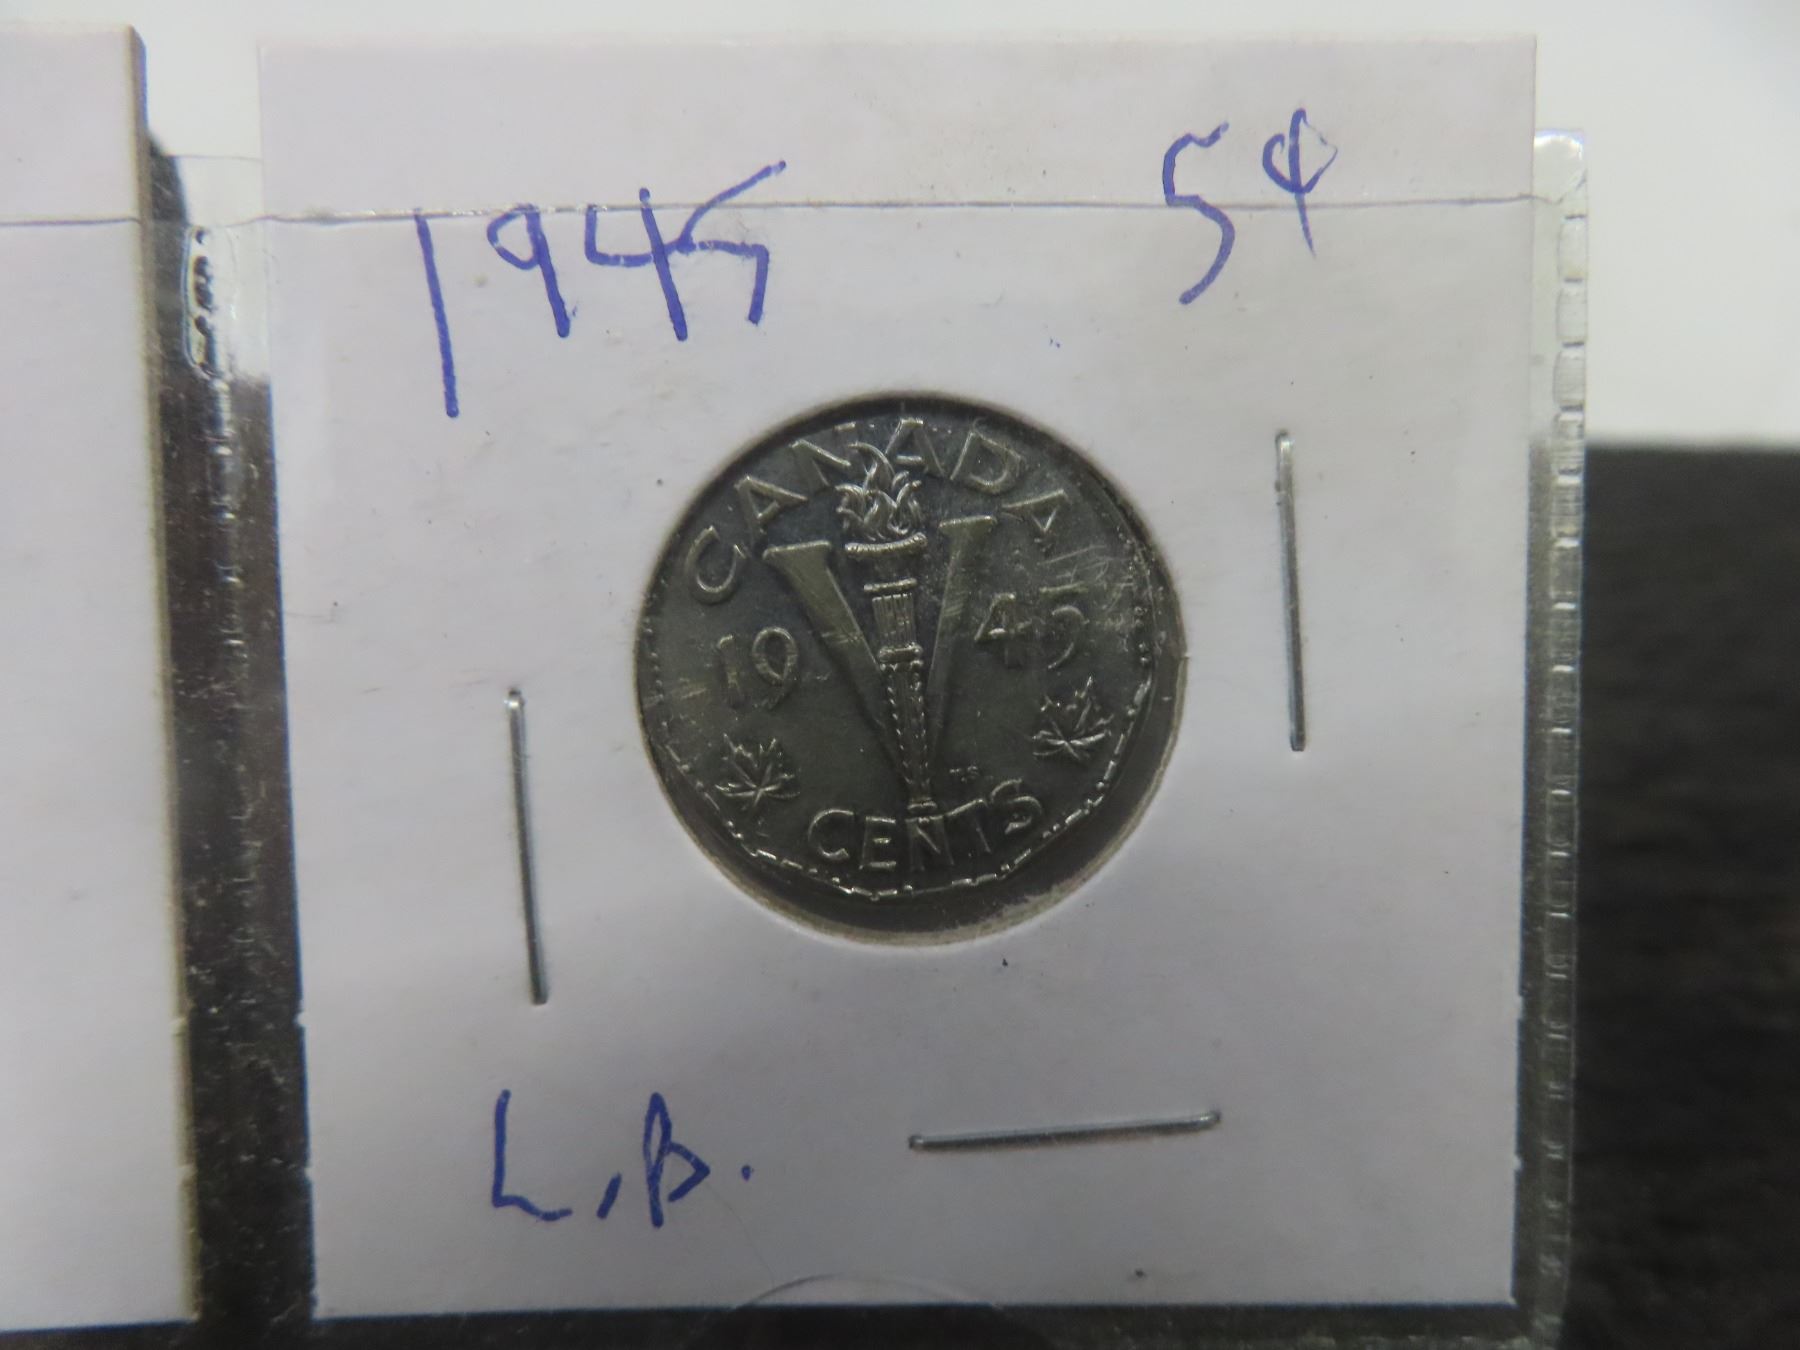 1945 5¢
CANADA
1945
T.S.
CENTS
L.B.